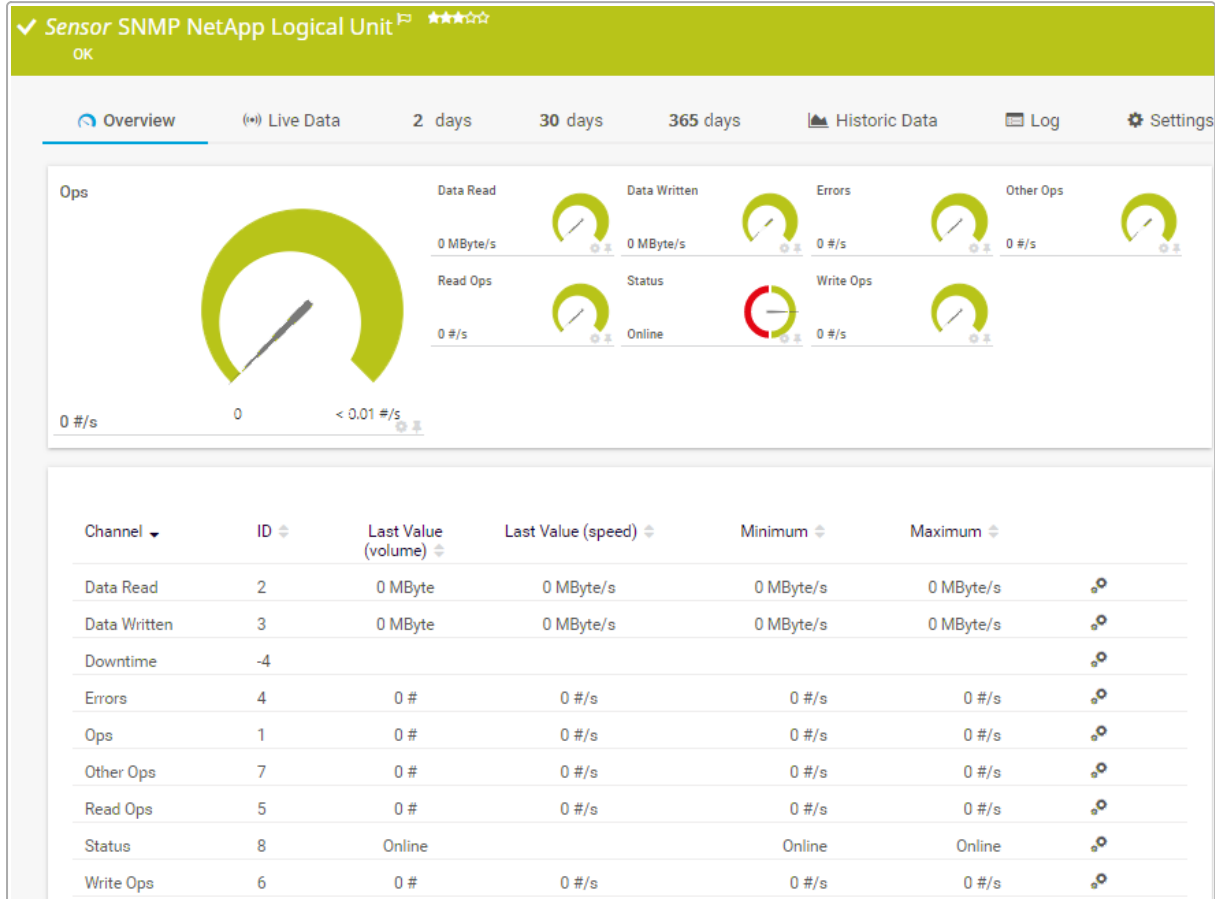 Sensor SNMP NetApp Logical Unit
OK
Overview Live Data 2 days 30 days 365 days Historic Data Log Settings
Ops
0 #/s
0 < 0.01 #/s
Data Read
0 MByte/s
Data Written
0 MByte/s
Errors
0 #/s
Other Ops
0 #/s
Read Ops
0 #/s
Status
Online
Write Ops
0 #/s
Channel ID Last Value (volume) Last Value (speed) Minimum Maximum
Data Read 2 0 MByte 0 MByte/s 0 MByte/s 0 MByte/s
Data Written 3 0 MByte 0 MByte/s 0 MByte/s 0 MByte/s
Downtime -4
Errors 4 0 # 0 #/s 0 #/s 0 #/s
Ops 1 0 # 0 #/s 0 #/s 0 #/s
Other Ops 7 0 # 0 #/s 0 #/s 0 #/s
Read Ops 5 0 # 0 #/s 0 #/s 0 #/s
Status 8 Online Online Online
Write Ops 6 0 # 0 #/s 0 #/s 0 #/s